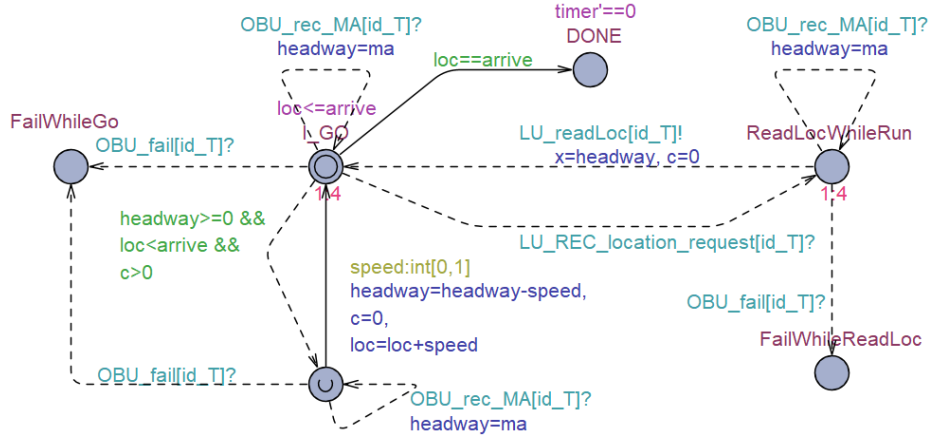 timer'==0
DONE
OBU_rec_MA[id_T]?
headway=ma
loc==arrive
OBU_rec_MA[id_T]?
headway=ma
loc<=arrive
I_GO
1:4
FailWhileGo
OBU_fail[id_T]?
LU_readLoc[id_T]!
x=headway, c=0
ReadLocWhileRun
1:4
headway>=0 &&
loc<arrive &&
c>0
LU_REC_location_request[id_T]?
speed:int[0,1]
headway=headway-speed,
c=0,
loc=loc+speed
OBU_fail[id_T]?
FailWhileReadLoc
OBU_fail[id_T]?
OBU_rec_MA[id_T]?
headway=ma